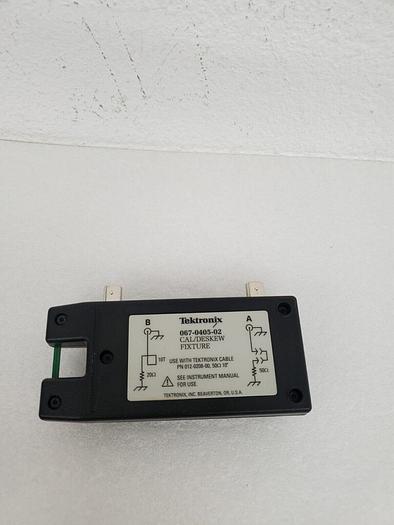 Tektronix
067-0405-02
CAL/DESKEW
FIXTURE
B
A
10T
20Ω
50Ω
USE WITH TEKTRONIX CABLE
PN 012-0208-00, 50Ω 10"
SEE INSTRUMENT MANUAL
FOR USE.
TEKTRONIX, INC. BEAVERTON, OR, U.S.A.